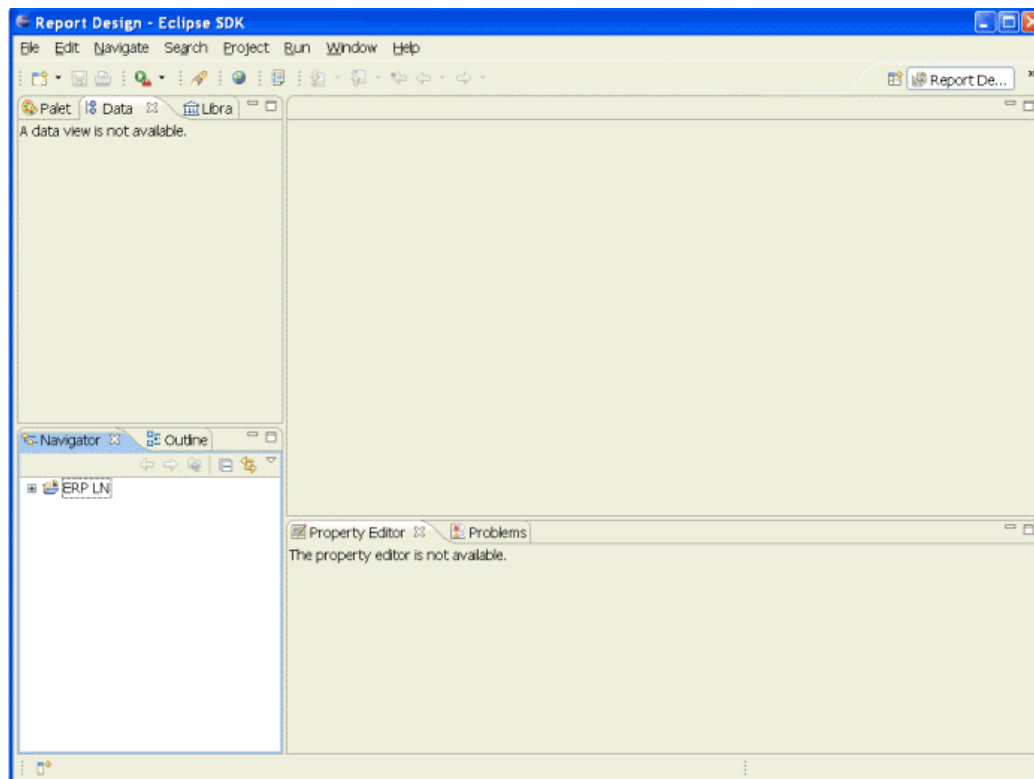 Report Design - Eclipse SDK
File Edit Navigate Search Project Run Window Help
Report De...
Palet Data Libra
A data view is not available.
Navigator Outline
ERP LN
Property Editor Problems
The property editor is not available.